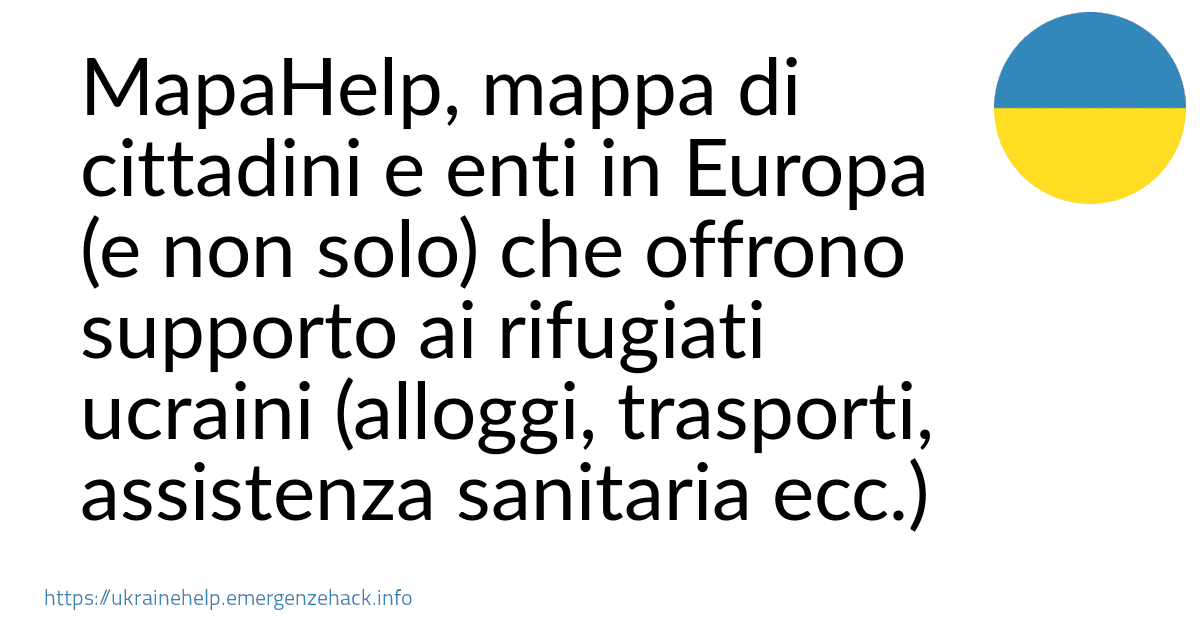 MapaHelp, mappa di
cittadini e enti in Europa
(e non solo) che offrono
supporto ai rifugiati
ucraini (alloggi, trasporti,
assistenza sanitaria ecc.)
https://ukrainehelp.emergenzehack.info